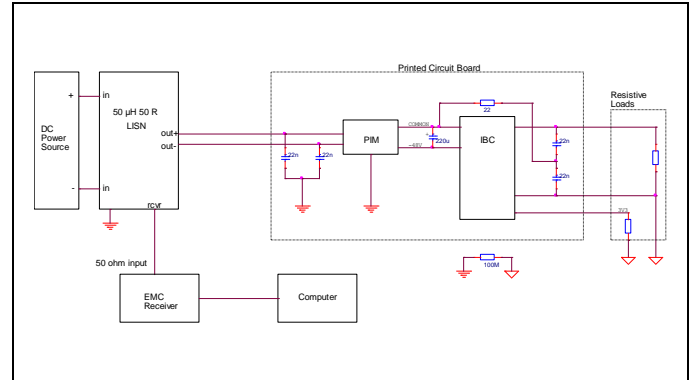 Printed Circuit Board
Resistive
Loads
+
in
50 µH 50 R
LISN
DC
Power
Source
out+
out-
-
in
rcvr
22n
22n
PIM
COMMON
+
220u
-48V
22
IBC
22n
22n
3V3
100M
50 ohm input
EMC
Receiver
Computer